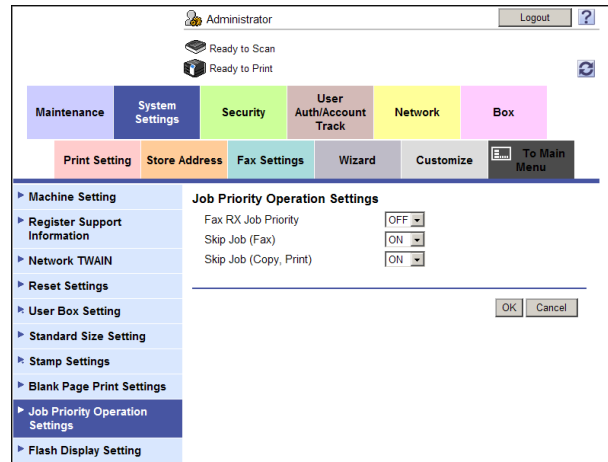 Administrator
Logout
?
Ready to Scan
Ready to Print
Maintenance
System
Settings
Security
User
Auth/Account
Track
Network
Box
Print Setting
Store Address
Fax Settings
Wizard
Customize
To Main
Menu
Machine Setting
Register Support
Information
Network TWAIN
Reset Settings
User Box Setting
Standard Size Setting
Stamp Settings
Blank Page Print Settings
Job Priority Operation
Settings
Flash Display Setting
Job Priority Operation Settings
Fax RX Job Priority OFF
Skip Job (Fax) ON
Skip Job (Copy, Print) ON
OK Cancel